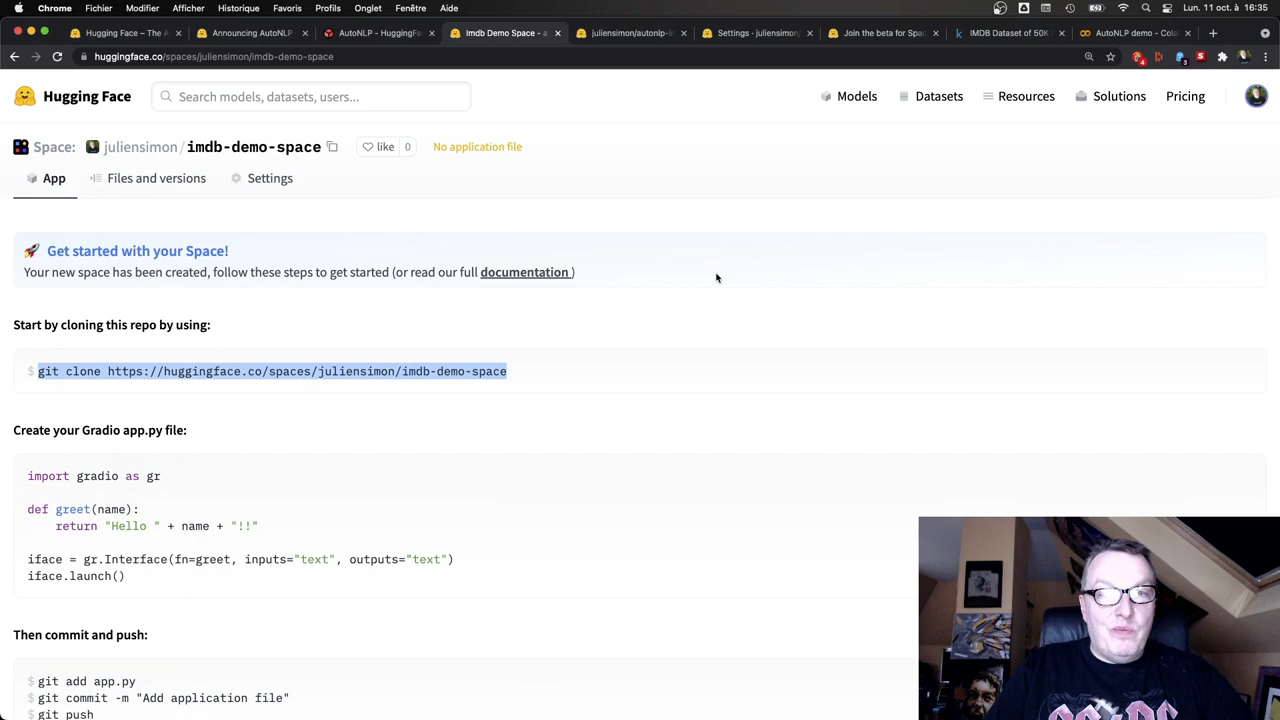 Chrome Fichier Modifier Afficher Historique Favoris Profils Onglet Fenêtre Aide Lun. 11 oct. à 16:35
Hugging Face – The A Announcing AutoNLP AutoNLP - HuggingFac Imdb Demo Space - a juliensimon/autonlp-i Settings · juliensimon/ Join the beta for Spac IMDB Dataset of 50K AutoNLP demo - Cola
huggingface.co/spaces/juliensimon/imdb-demo-space
Hugging Face Search models, datasets, users... Models Datasets Resources Solutions Pricing
Space: juliensimon/imdb-demo-space like 0 No application file
App Files and versions Settings
Get started with your Space!
Your new space has been created, follow these steps to get started (or read our full documentation )
Start by cloning this repo by using:
$ git clone https://huggingface.co/spaces/juliensimon/imdb-demo-space
Create your Gradio app.py file:
import gradio as gr
def greet(name):
return "Hello " + name + "!!"
iface = gr.Interface(fn=greet, inputs="text", outputs="text")
iface.launch()
Then commit and push:
$ git add app.py
$ git commit -m "Add application file"
$ git push